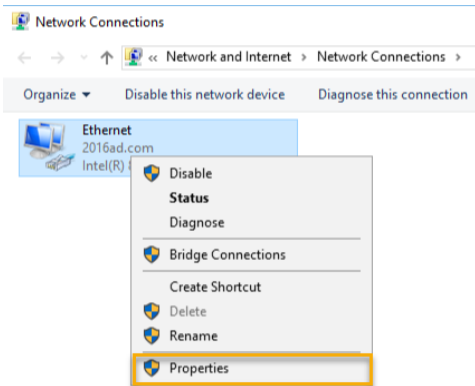 Network Connections
« Network and Internet › Network Connections ›
Organize Disable this network device Diagnose this connection
Ethernet
2016ad.com
Intel(R)
Disable
Status
Diagnose
Bridge Connections
Create Shortcut
Delete
Rename
Properties